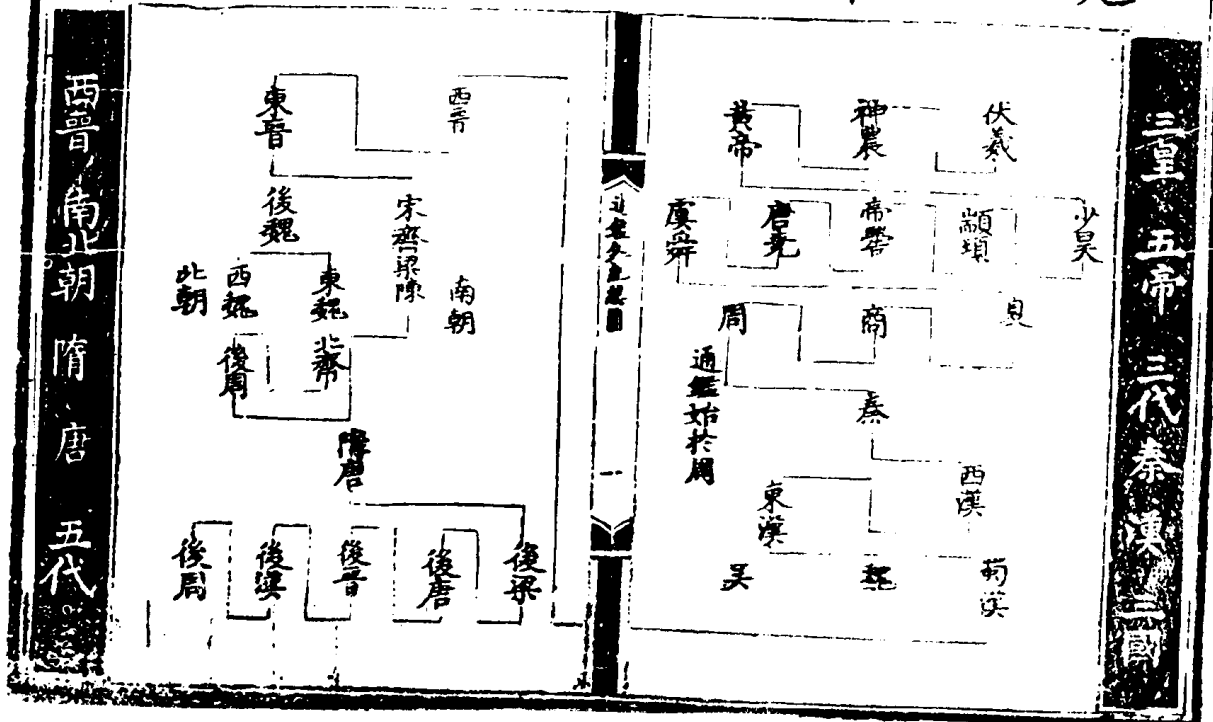 三皇 五帝 三代 秦 漢 三國
伏羲
神農
黃帝
少昊
顓頊
帝嚳
唐堯
虞舜
商
周
通鑑始於周
秦
西漢
東漢
蜀漢
魏
吴
西晉
東晉
宋齊梁陳
南朝
後魏
東魏
西魏
北朝
北齊
後周
隋唐
後梁
後唐
後晉
後漢
後周
西晉 南北朝 隋 唐 五代